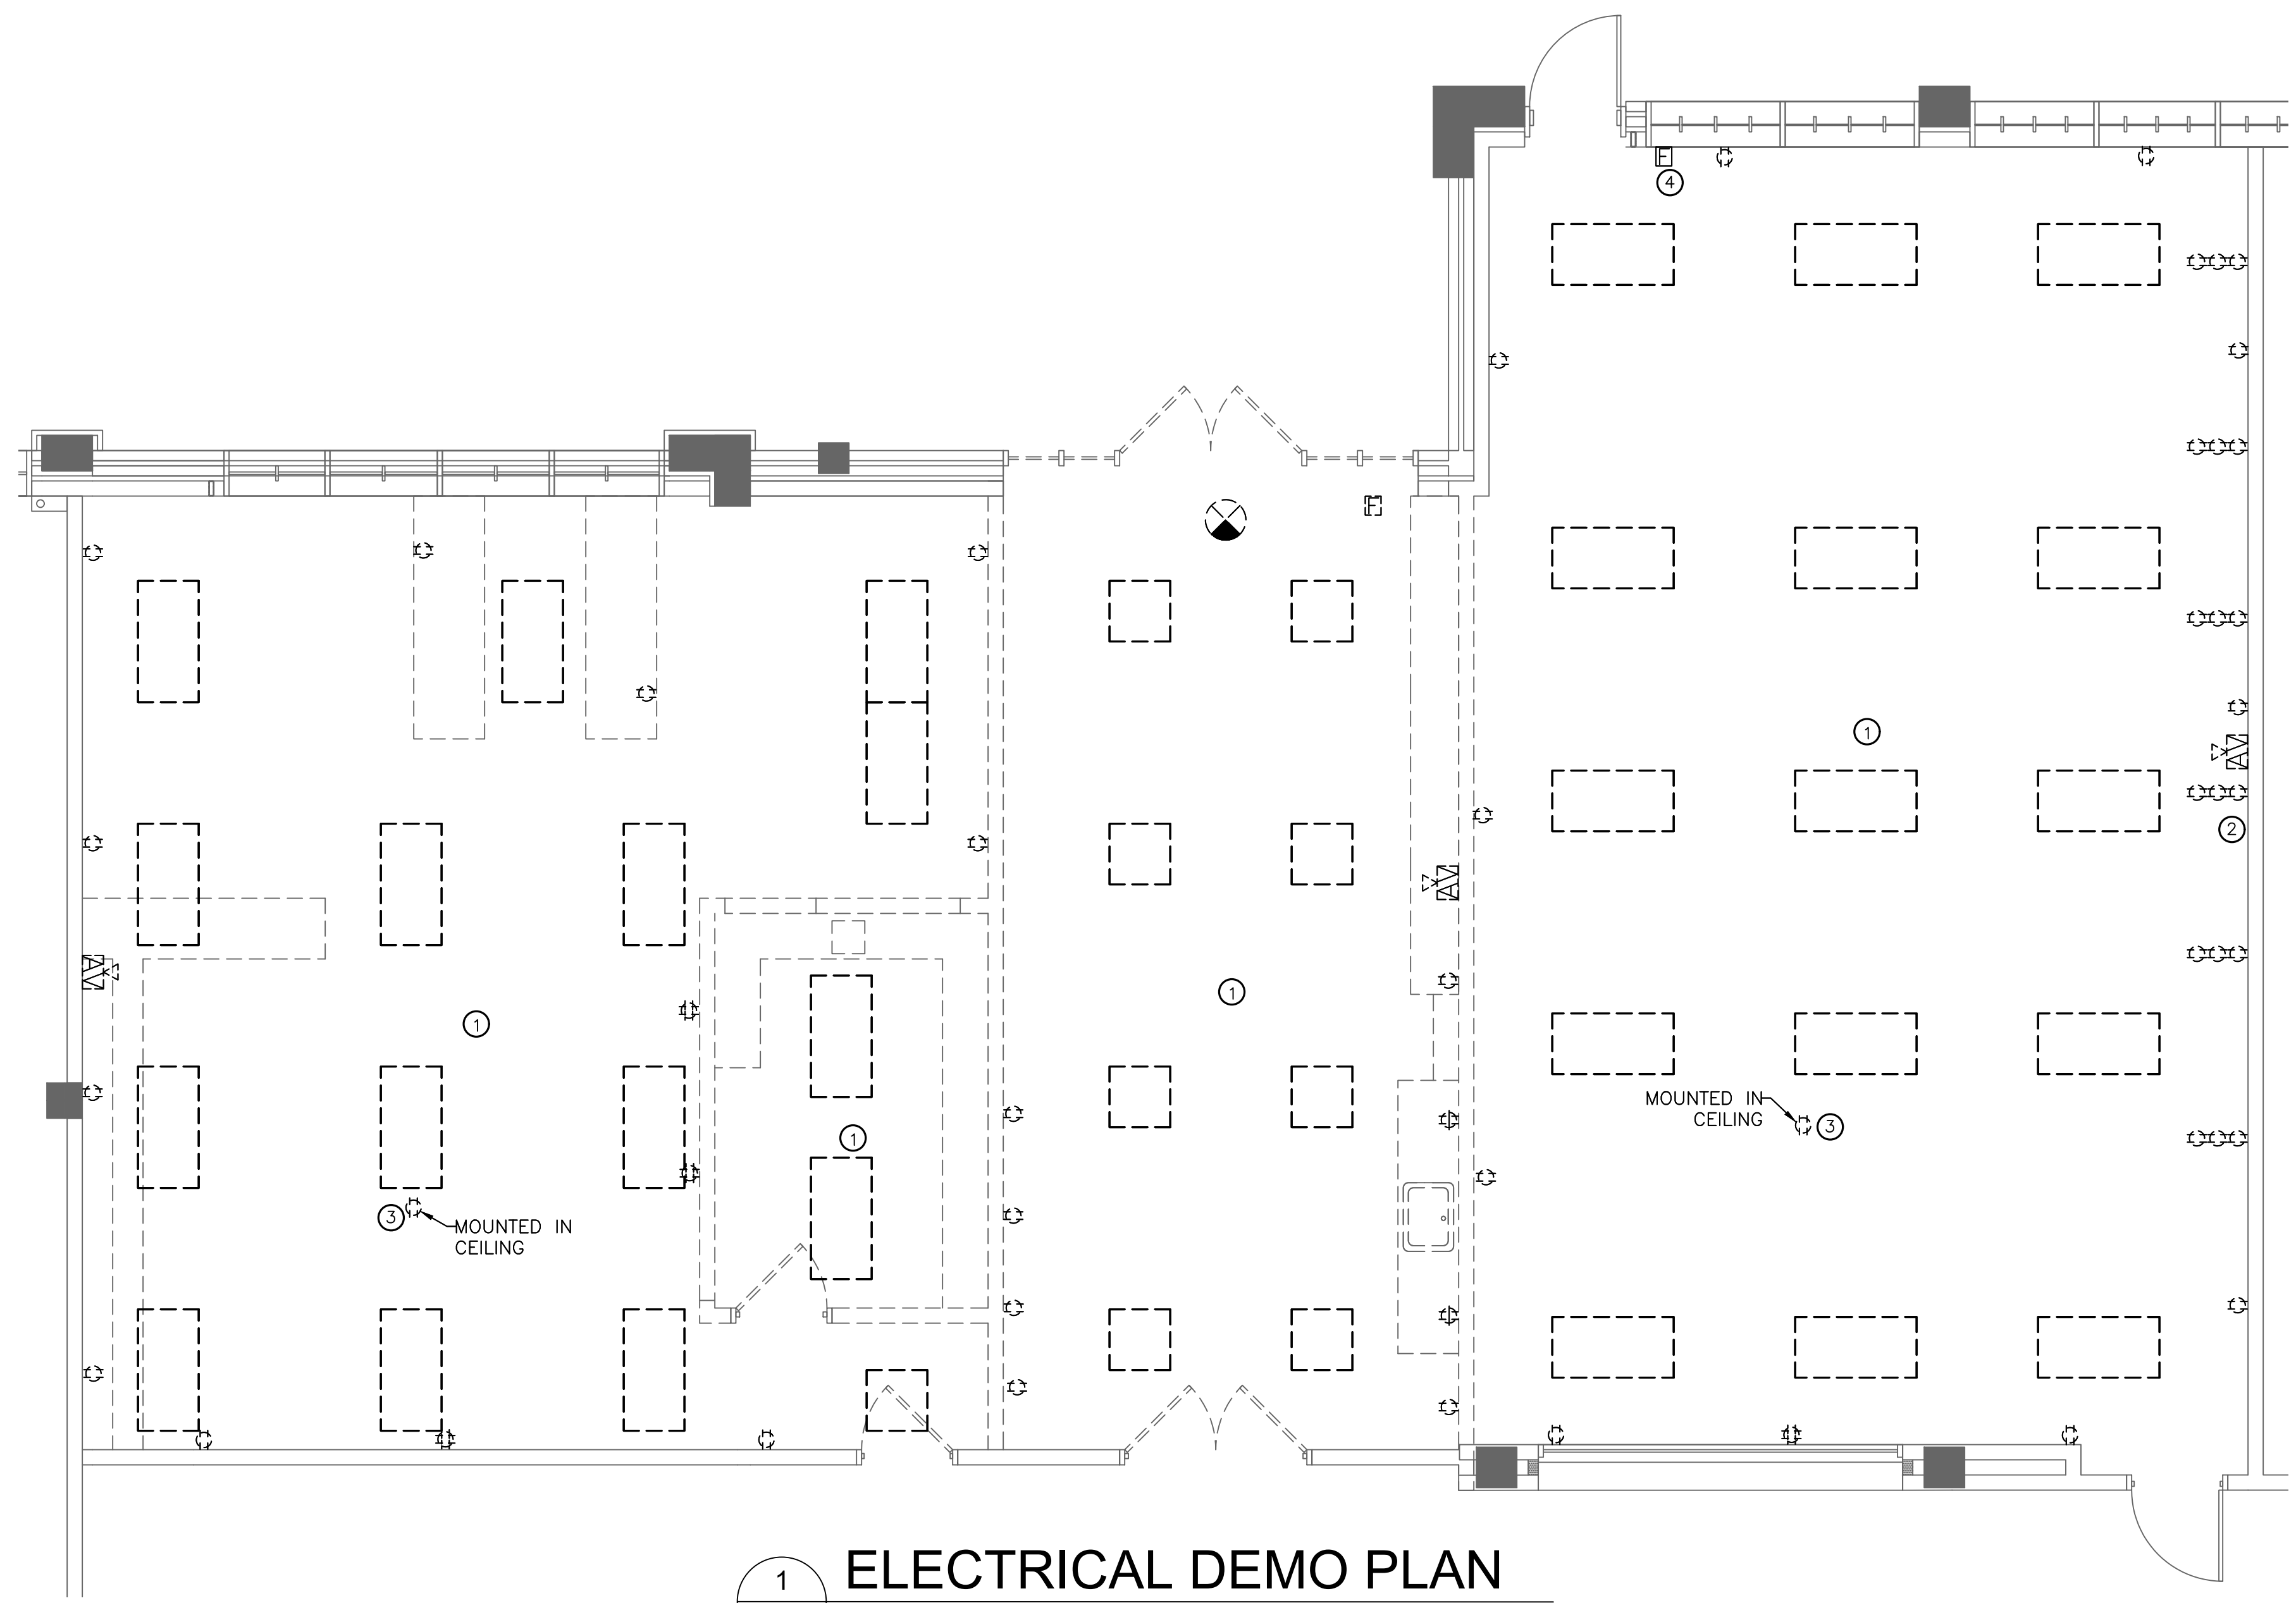 F
4
F
1
AV
2
AV
AV
1
1
MOUNTED IN
CEILING
3
1
3
MOUNTED IN
CEILING
1
ELECTRICAL DEMO PLAN